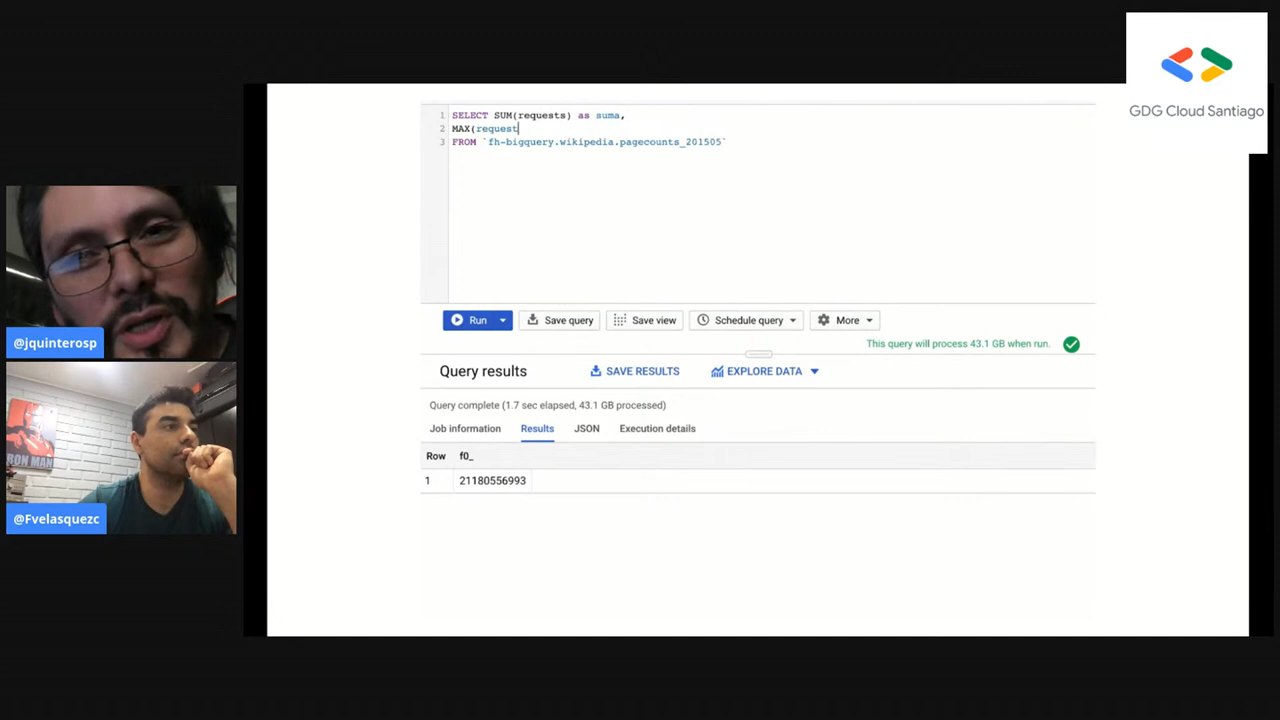 GDG Cloud Santiago
1 SELECT SUM(requests) as suma,
2 MAX(request
3 FROM `fh-bigquery.wikipedia.pagecounts_201505`
Run Save query Save view Schedule query More
This query will process 43.1 GB when run.
Query results SAVE RESULTS EXPLORE DATA
Query complete (1.7 sec elapsed, 43.1 GB processed)
Job information Results JSON Execution details
Row f0_
1 21180556993
@jquinterosp
IRON MAN
@Fvelasquezc